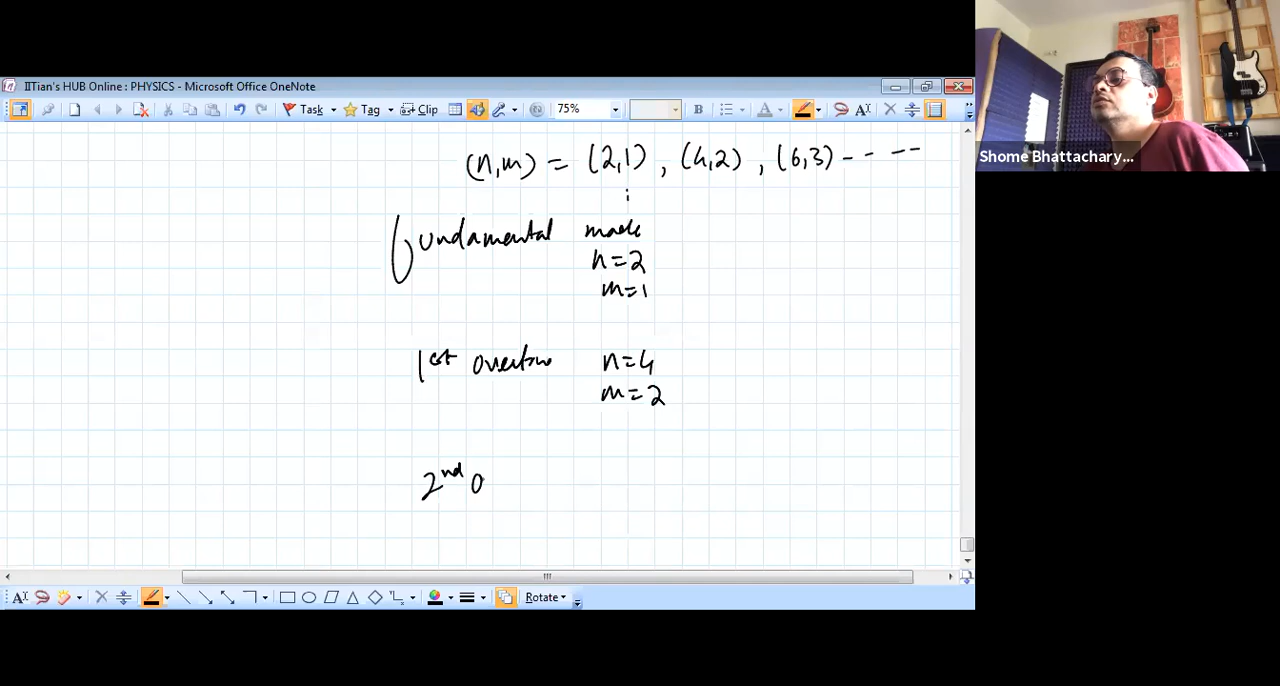 IITian's HUB Online : PHYSICS - Microsoft Office OneNote
Task Tag Clip 75% B
(n,m) = (2,1) , (4,2) , (6,3) - - - -
Shome Bhattachary...
Fundamental mode
n=2
m=1
1st overtone n=4
m=2
2nd o
A Rotate